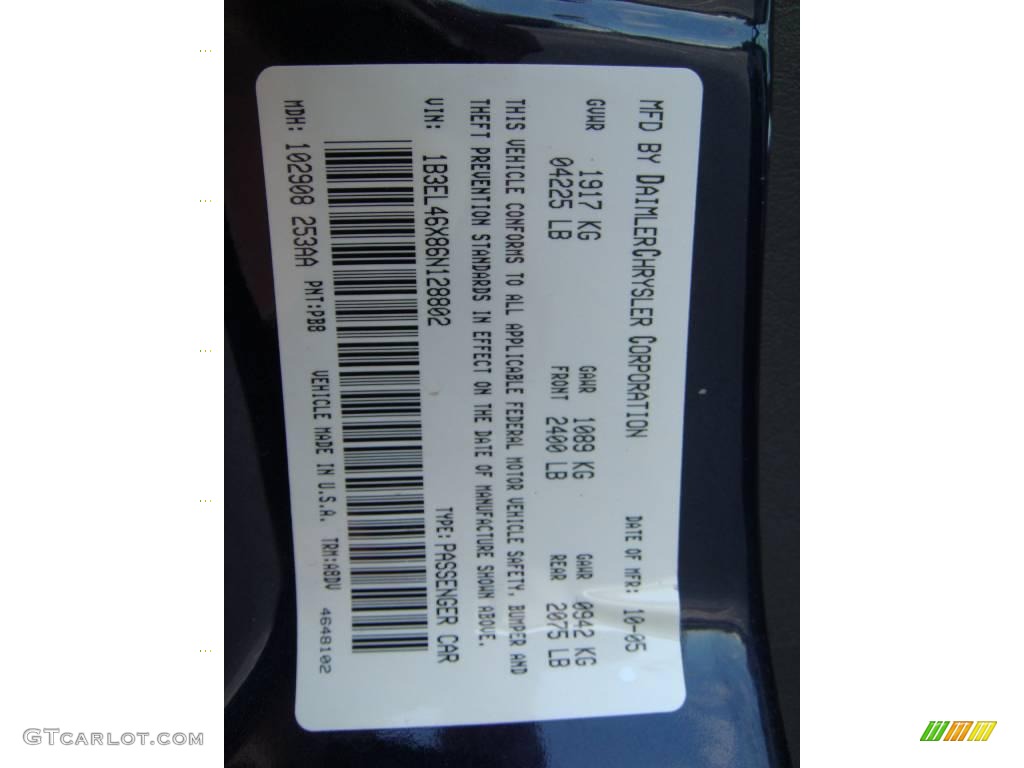 MFD BY DAIMLERCHRYSLER CORPORATION DATE OF MFR: 10-05
GVWR 1917 KG GAWR 1089 KG GAWR 0942 KG
04225 LB FRONT 2400 LB REAR 2075 LB
THIS VEHICLE CONFORMS TO ALL APPLICABLE FEDERAL MOTOR VEHICLE SAFETY, BUMPER AND
THEFT PREVENTION STANDARDS IN EFFECT ON THE DATE OF MANUFACTURE SHOWN ABOVE.
VIN: 1B3EL46X86N128802 TYPE: PASSENGER CAR
MDH: 102908 253AA PNT:PB8 VEHICLE MADE IN U.S.A. TRM:A8DV 4648102
GTCarLot.com